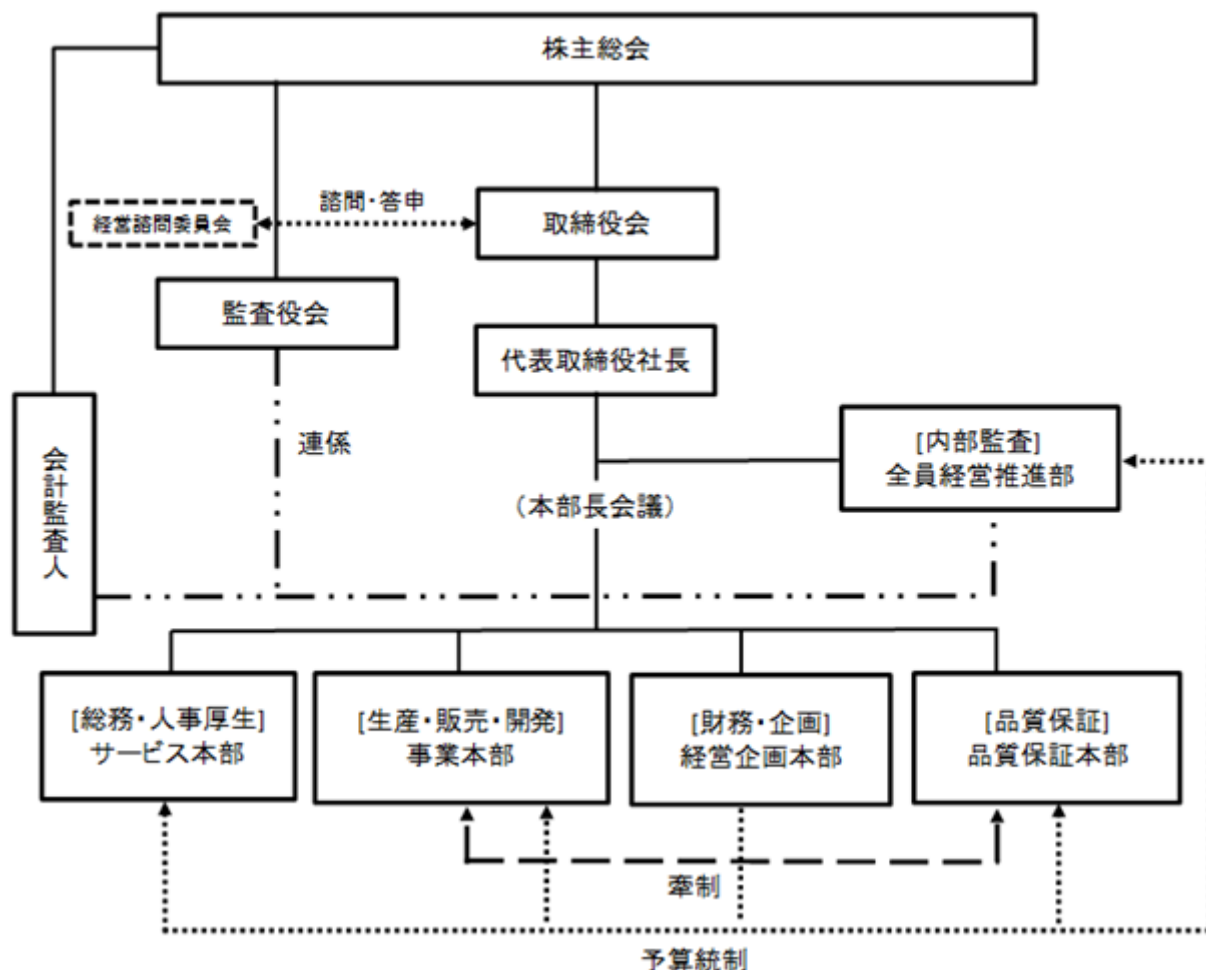 株主総会
諮問・答申
経営諮問委員会
取締役会
監査役会
代表取締役社長
会計監査人
連係
[内部監査]
全員経営推進部
（本部長会議）
[総務・人事厚生]
サービス本部
[生産・販売・開発]
事業本部
[財務・企画]
経営企画本部
[品質保証]
品質保証本部
牽制
予算統制